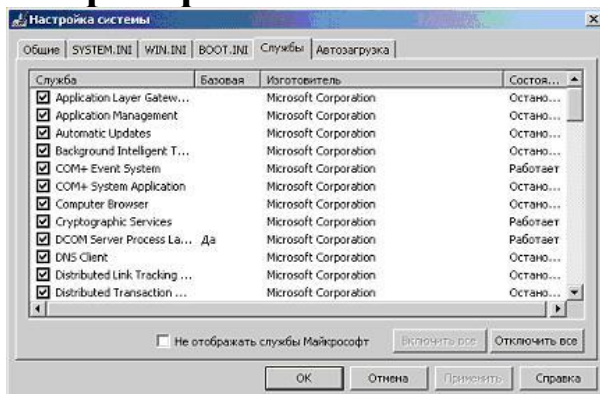 Настройка системы
Общие SYSTEM.INI WIN.INI BOOT.INI Службы Автозагрузка
Служба Базовая Изготовитель Состоя...
Application Layer Gatew... Microsoft Corporation Остано...
Application Management Microsoft Corporation Остано...
Automatic Updates Microsoft Corporation Остано...
Background Intelligent T... Microsoft Corporation Остано...
COM+ Event System Microsoft Corporation Работает
COM+ System Application Microsoft Corporation Остано...
Computer Browser Microsoft Corporation Остано...
Cryptographic Services Microsoft Corporation Работает
DCOM Server Process La... Да Microsoft Corporation Работает
DNS Client Microsoft Corporation Остано...
Distributed Link Tracking ... Microsoft Corporation Остано...
Distributed Transaction ... Microsoft Corporation Остано...
Не отображать службы Майкрософт Включить все Отключить все
ОК Отмена Применить Справка